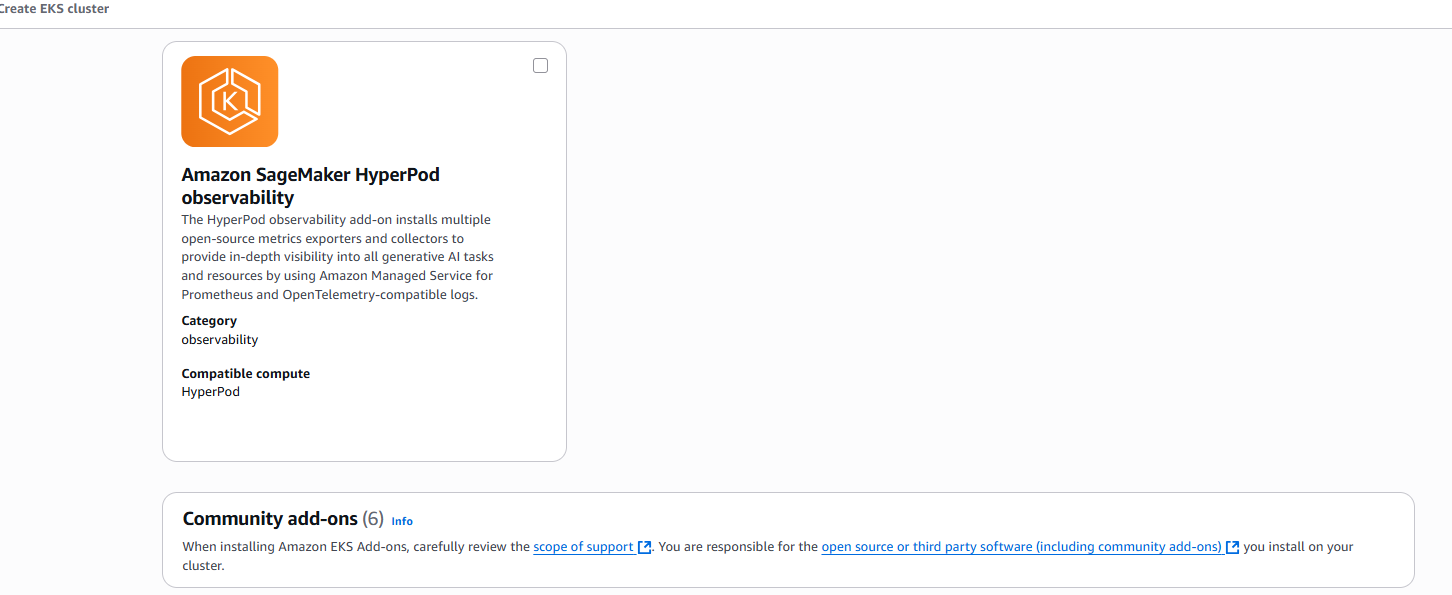 Create EKS cluster
K
Amazon SageMaker HyperPod
observability
The HyperPod observability add-on installs multiple
open-source metrics exporters and collectors to
provide in-depth visibility into all generative AI tasks
and resources by using Amazon Managed Service for
Prometheus and OpenTelemetry-compatible logs.
Category
observability
Compatible compute
HyperPod
Community add-ons (6) Info
When installing Amazon EKS Add-ons, carefully review the scope of support. You are responsible for the open source or third party software (including community add-ons) you install on your
cluster.